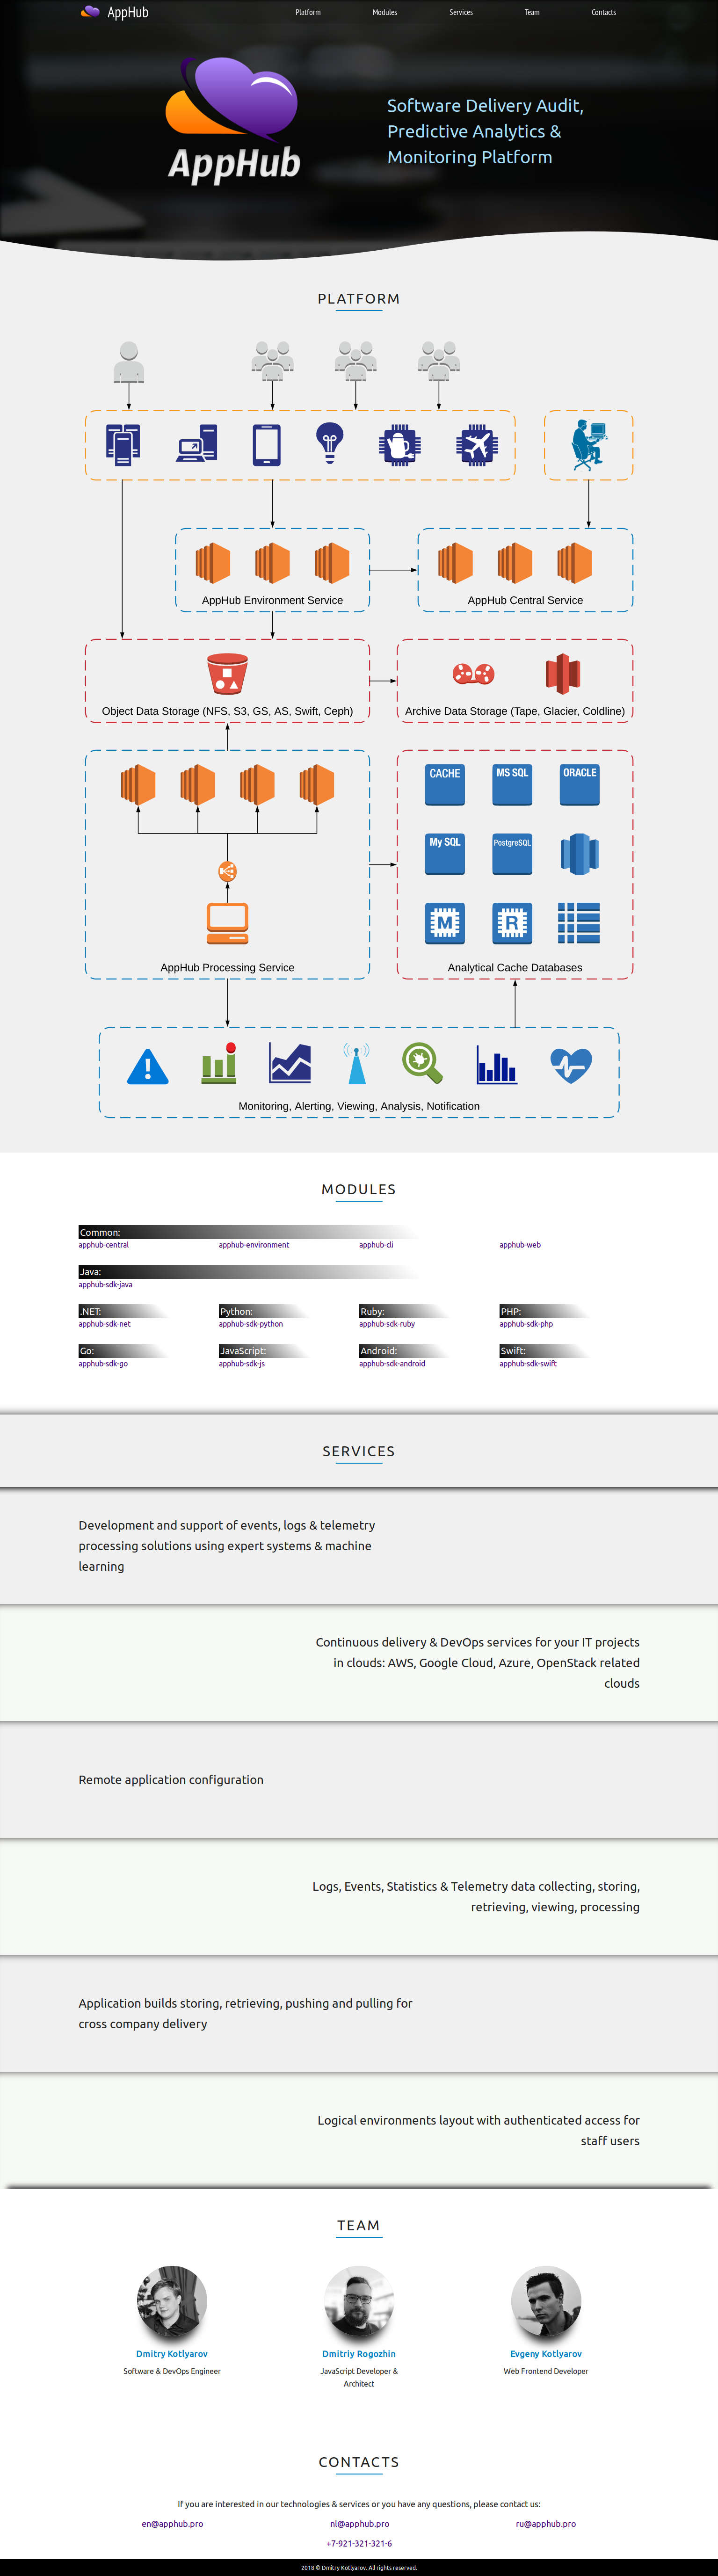 AppHub
Platform
Modules
Services
Team
Contacts
AppHub
Software Delivery Audit,
Predictive Analytics &
Monitoring Platform
PLATFORM
AppHub Environment Service
AppHub Central Service
Object Data Storage (NFS, S3, GS, AS, Swift, Ceph)
Archive Data Storage (Tape, Glacier, Coldline)
CACHE
MS SQL
ORACLE
My SQL
PostgreSQL
M
R
AppHub Processing Service
Analytical Cache Databases
Monitoring, Alerting, Viewing, Analysis, Notification
MODULES
Common:
apphub-central
apphub-environment
apphub-cli
apphub-web
Java:
apphub-sdk-java
.NET:
Python:
Ruby:
PHP:
apphub-sdk-net
apphub-sdk-python
apphub-sdk-ruby
apphub-sdk-php
Go:
JavaScript:
Android:
Swift:
apphub-sdk-go
apphub-sdk-js
apphub-sdk-android
apphub-sdk-swift
SERVICES
Development and support of events, logs & telemetry
processing solutions using expert systems & machine
learning
Continuous delivery & DevOps services for your IT projects
in clouds: AWS, Google Cloud, Azure, OpenStack related
clouds
Remote application configuration
Logs, Events, Statistics & Telemetry data collecting, storing,
retrieving, viewing, processing
Application builds storing, retrieving, pushing and pulling for
cross company delivery
Logical environments layout with authenticated access for
staff users
TEAM
Dmitry Kotlyarov
Dmitriy Rogozhin
Evgeny Kotlyarov
Software & DevOps Engineer
JavaScript Developer &
Architect
Web Frontend Developer
CONTACTS
If you are interested in our technologies & services or you have any questions, please contact us:
en@apphub.pro
nl@apphub.pro
ru@apphub.pro
+7-921-321-321-6
2018 © Dmitry Kotlyarov. All rights reserved.